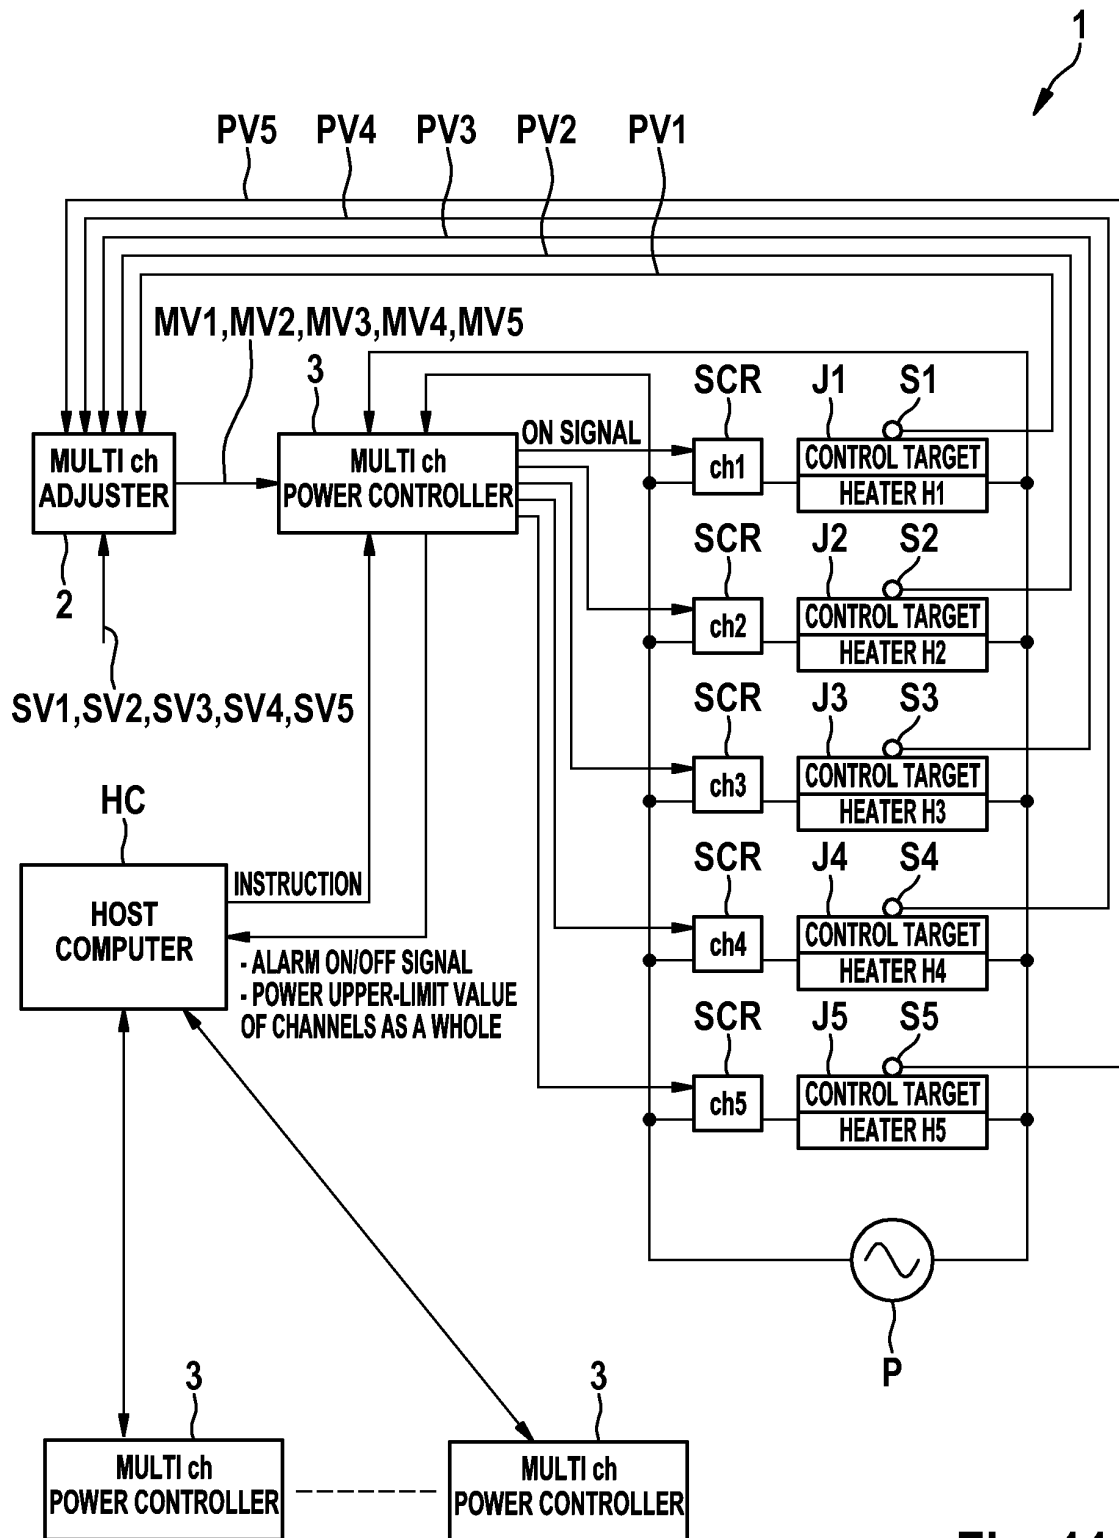 1
PV5 PV4 PV3 PV2 PV1
MV1,MV2,MV3,MV4,MV5
3
SCR J1 S1
ON SIGNAL
MULTI ch
ADJUSTER
MULTI ch
POWER CONTROLLER
ch1
CONTROL TARGET
HEATER H1
2
SCR J2 S2
ch2
CONTROL TARGET
HEATER H2
SV1,SV2,SV3,SV4,SV5
SCR J3 S3
ch3
CONTROL TARGET
HEATER H3
HC
SCR J4 S4
HOST
COMPUTER
INSTRUCTION
ch4
CONTROL TARGET
HEATER H4
- ALARM ON/OFF SIGNAL
- POWER UPPER-LIMIT VALUE
OF CHANNELS AS A WHOLE
SCR J5 S5
ch5
CONTROL TARGET
HEATER H5
P
3
3
MULTI ch
POWER CONTROLLER
MULTI ch
POWER CONTROLLER